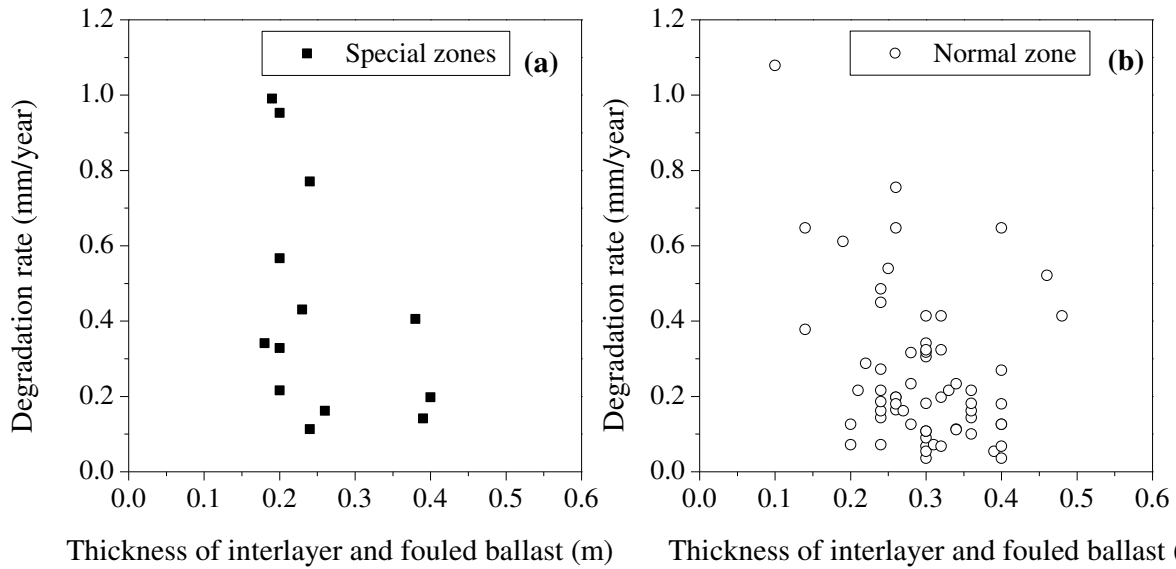 1.2
1.0
0.8
0.6
0.4
0.2
0.0
Degradation rate (mm/year)
Special zones
(a)
0.0 0.1 0.2 0.3 0.4 0.5 0.6
Thickness of interlayer and fouled ballast (m)
1.2
1.0
0.8
0.6
0.4
0.2
0.0
Degradation rate (mm/year)
Normal zone
(b)
0.0 0.1 0.2 0.3 0.4 0.5 0.6
Thickness of interlayer and fouled ballast (